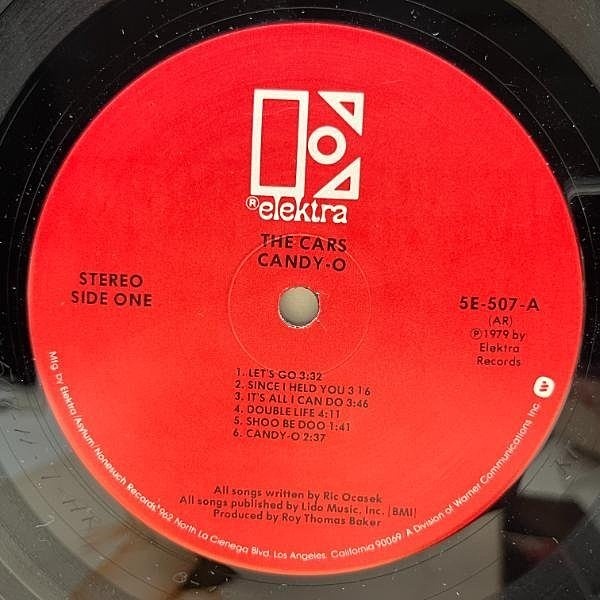 ® elektra
THE CARS
CANDY-O
STEREO
SIDE ONE
5E-507-A
(AR)
℗ 1979 by
Elektra
Records
1. LET'S GO 3:32
2. SINCE I HELD YOU 3 16
3. IT'S ALL I CAN DO 3:46
4. DOUBLE LIFE 4:11
5. SHOO BE DOO 1:41
6. CANDY-O 2:37
All songs written by Ric Ocasek
All songs published by Lido Music, Inc. [BMI]
Produced by Roy Thomas Baker
Mfg. by Elektra/Asylum/Nonesuch Records 962 North La Cienega Blvd. Los Angeles, California 90069/A Division of Warner Communications Inc.